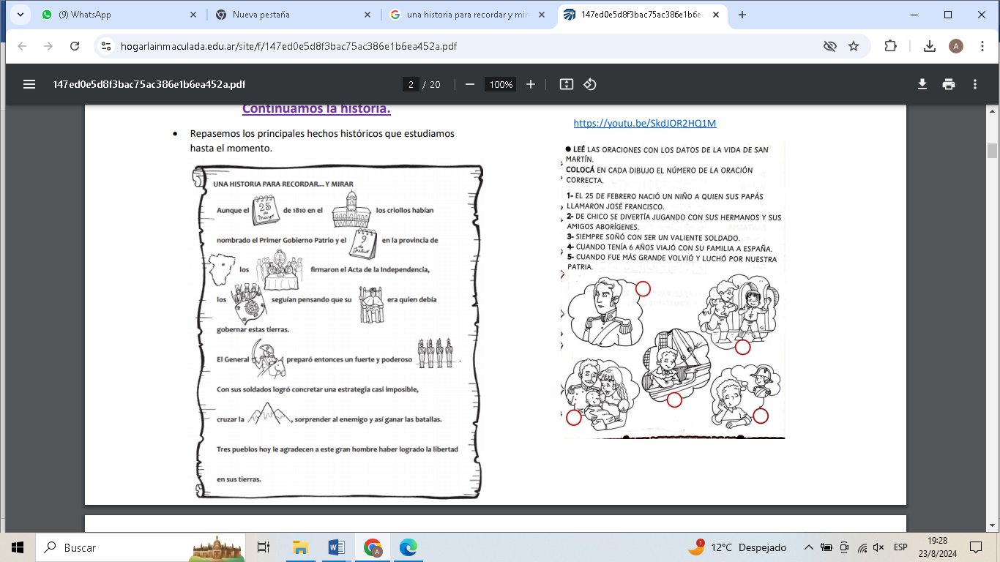 (9) WhatsApp
Nueva pestaña
una historia para recordar y mir
147ed0e5d8f3bac75ac386e1b6e
hogarlainmaculada.edu.ar/site/f/147ed0e5d8f3bac75ac386e1b6ea452a.pdf
A
147ed0e5d8f3bac75ac386e1b6ea452a.pdf
2 / 20
100%
Continuamos la historia.
• Repasemos los principales hechos históricos que estudiamos
hasta el momento.
UNA HISTORIA PARA RECORDAR... Y MIRAR
Aunque el 25 de Mayo de 1810 en el los criollos habían
nombrado el Primer Gobierno Patrio y el 9 de Julio en la provincia de
los firmaron el Acta de la Independencia,
los seguían pensando que su era quien debía
gobernar estas tierras.
El General preparó entonces un fuerte y poderoso .
Con sus soldados logró concretar una estrategia casi imposible,
cruzar la , sorprender al enemigo y así ganar las batallas.
Tres pueblos hoy le agradecen a este gran hombre haber logrado la libertad
en sus tierras.
https://youtu.be/SkdJOR2HQ1M
● LEÉ LAS ORACIONES CON LOS DATOS DE LA VIDA DE SAN
MARTÍN.
COLOCÁ EN CADA DIBUJO EL NÚMERO DE LA ORACIÓN
CORRECTA.
1- EL 25 DE FEBRERO NACIÓ UN NIÑO A QUIEN SUS PAPÁS
LLAMARON JOSÉ FRANCISCO.
2- DE CHICO SE DIVERTÍA JUGANDO CON SUS HERMANOS Y SUS
AMIGOS ABORÍGENES.
3- SIEMPRE SOÑÓ CON SER UN VALIENTE SOLDADO.
4- CUANDO TENÍA 6 AÑOS VIAJÓ CON SU FAMILIA A ESPAÑA.
5- CUANDO FUE MÁS GRANDE VOLVIÓ Y LUCHÓ POR NUESTRA
PATRIA.
Buscar
A
1
12°C Despejado
ESP
19:28
23/8/2024